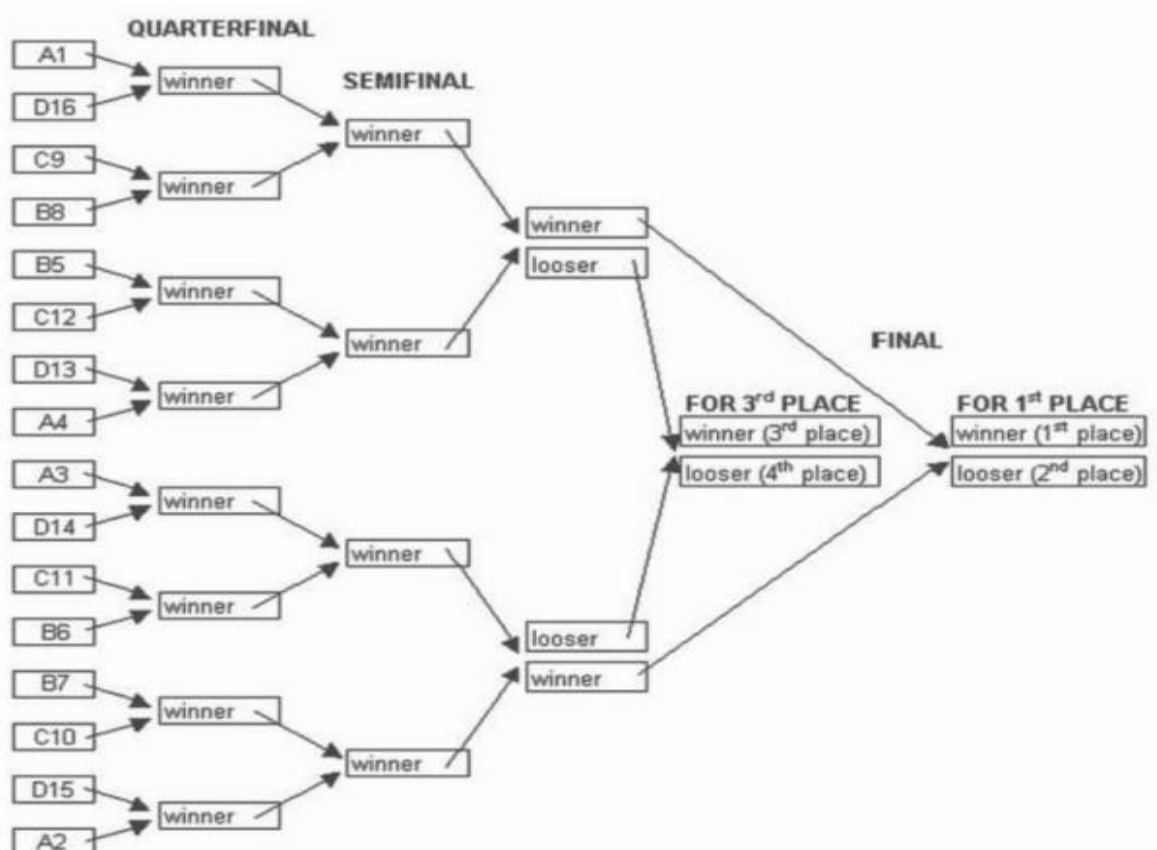 QUARTERFINAL
A1
winner
SEMIFINAL
D16
winner
C9
winner
B8
winner
B5
looser
winner
C12
winner
FINAL
D13
winner
FOR 3rd PLACE
FOR 1st PLACE
A4
winner (3rd place)
winner (1st place)
A3
looser (4th place)
looser (2nd place)
winner
D14
winner
C11
winner
B6
looser
B7
winner
winner
C10
winner
D15
winner
A2